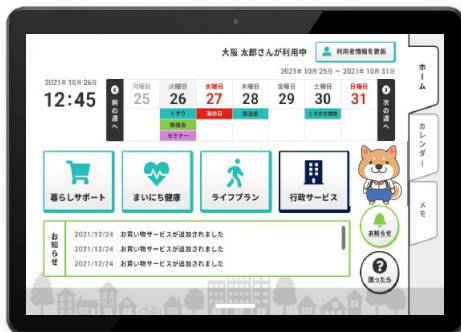 大阪 太郎さんが利用中
利用者情報を更新
2021年10月25日 ~ 2021年10月31日
2021年10月26日
12:45
前の週へ
月曜日 火曜日 水曜日 木曜日 金曜日 土曜日 日曜日
25 26 27 28 29 30 31
次の週へ
くすり 海の日 自治会 くすのき病院
勉強会
セミナー
暮らしサポート
まいにち健康
ライフプラン
行政サービス
お知らせ
2021/12/24 お買い物サービスが追加されました
2021/12/24 お買い物サービスが追加されました
2021/12/24 お買い物サービスが追加されました
お知らせ
困ったら
ホーム
カレンダー
メモ